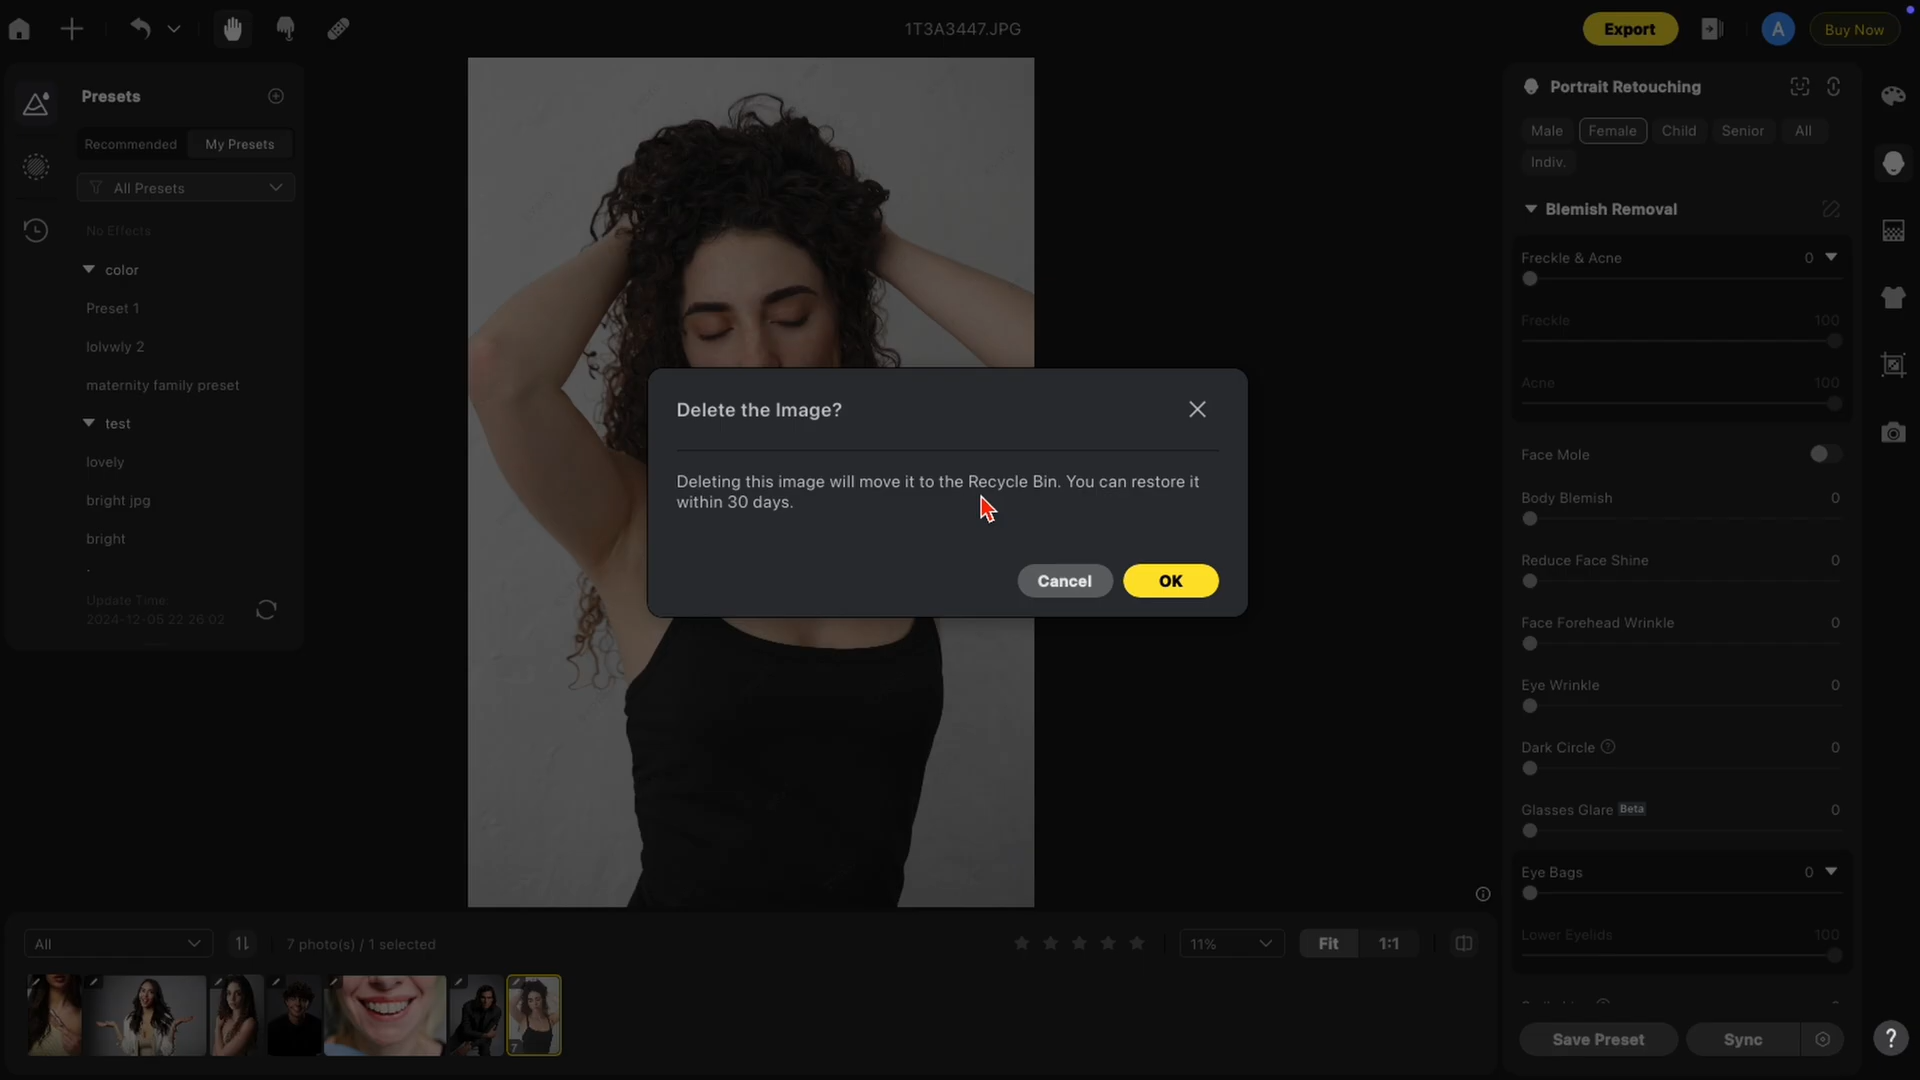 1T3A3447.JPG
Export
A
Buy Now
Presets
Recommended
My Presets
All Presets
No Effects
color
Preset 1
lolvwly 2
maternity family preset
test
lovely
bright jpg
bright
Update Time:
2024-12-05 22 26 02
Delete the Image?
Deleting this image will move it to the Recycle Bin. You can restore it
within 30 days.
Cancel
OK
Portrait Retouching
Male
Female
Child
Senior
All
Indiv.
Blemish Removal
Freckle & Acne 0
Freckle 100
Acne 100
Face Mole
Body Blemish 0
Reduce Face Shine 0
Face Forehead Wrinkle 0
Eye Wrinkle 0
Dark Circle ? 0
Glasses Glare Beta 0
Eye Bags 0
Lower Eyelids 100
All
7 photo(s) / 1 selected
11%
Fit
1:1
7
Save Preset
Sync
?